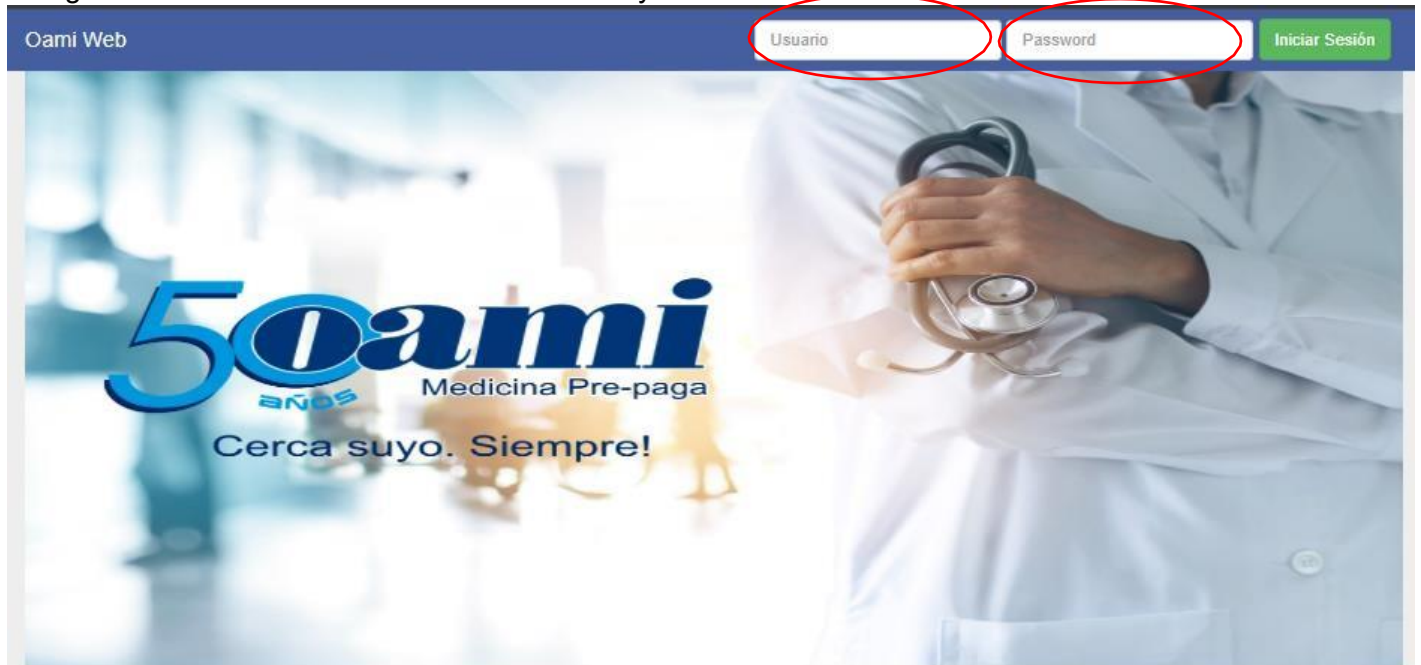 Oami Web
Usuario
Password
Iniciar Sesión
50 oami
años
Medicina Pre-paga
Cerca suyo. Siempre!